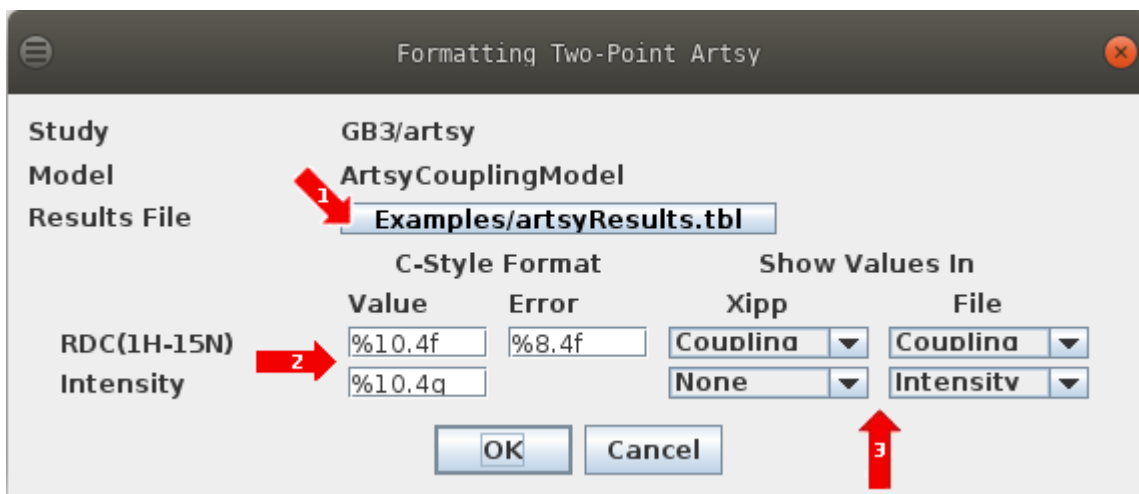 Formatting Two-Point Artsy
Study GB3/artsy
Model ArtsyCouplingModel
1
Results File Examples/artsyResults.tbl
C-Style Format Show Values In
Value Error Xipp File
RDC(1H-15N) %10.4f %8.4f Coupling Coupling
2
Intensity %10.4g None Intensity
OK Cancel
3